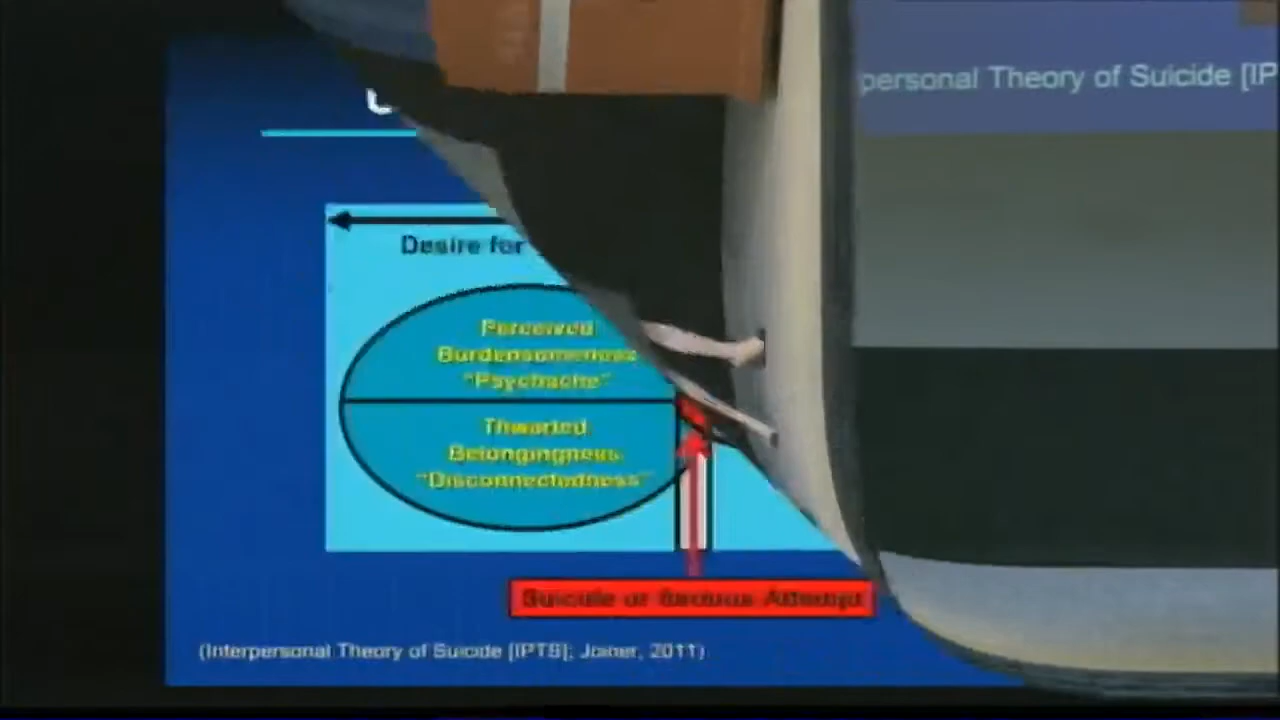 personal Theory of Suicide [IP
Desire for
Perceived
Burdensomeness
"Psychache"
Thwarted
Belongingness
"Disconnectedness"
Suicide or Serious Attempt
(Interpersonal Theory of Suicide [IPTS]; Joiner, 2011)